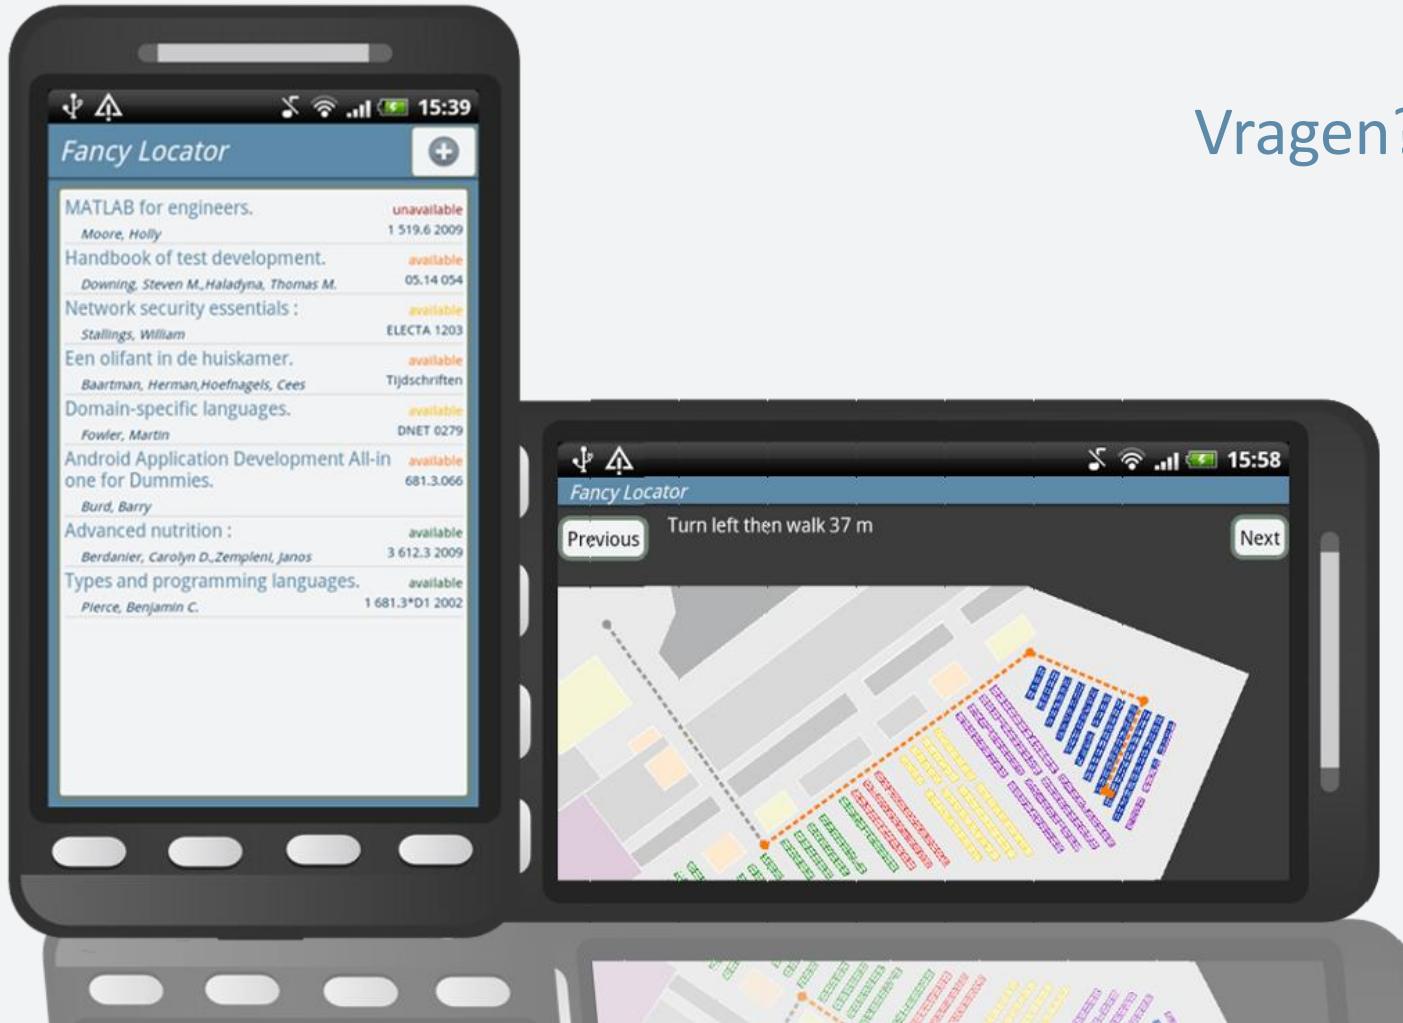 Vragen?
15:39
Fancy Locator
MATLAB for engineers. unavailable
Moore, Holly 1 519.6 2009
Handbook of test development. available
Downing, Steven M.,Haladyna, Thomas M. 05.14 054
Network security essentials : available
Stallings, William ELECTA 1203
Een olifant in de huiskamer. available
Baartman, Herman,Hoefnagels, Cees Tijdschriften
Domain-specific languages. available
Fowler, Martin DNET 0279
Android Application Development All-in available
one for Dummies. 681.3.066
Burd, Barry
Advanced nutrition : available
Berdanier, Carolyn D.,Zempleni, Janos 3 612.3 2009
Types and programming languages. available
Pierce, Benjamin C. 1 681.3*D1 2002
15:58
Fancy Locator
Previous Turn left then walk 37 m Next